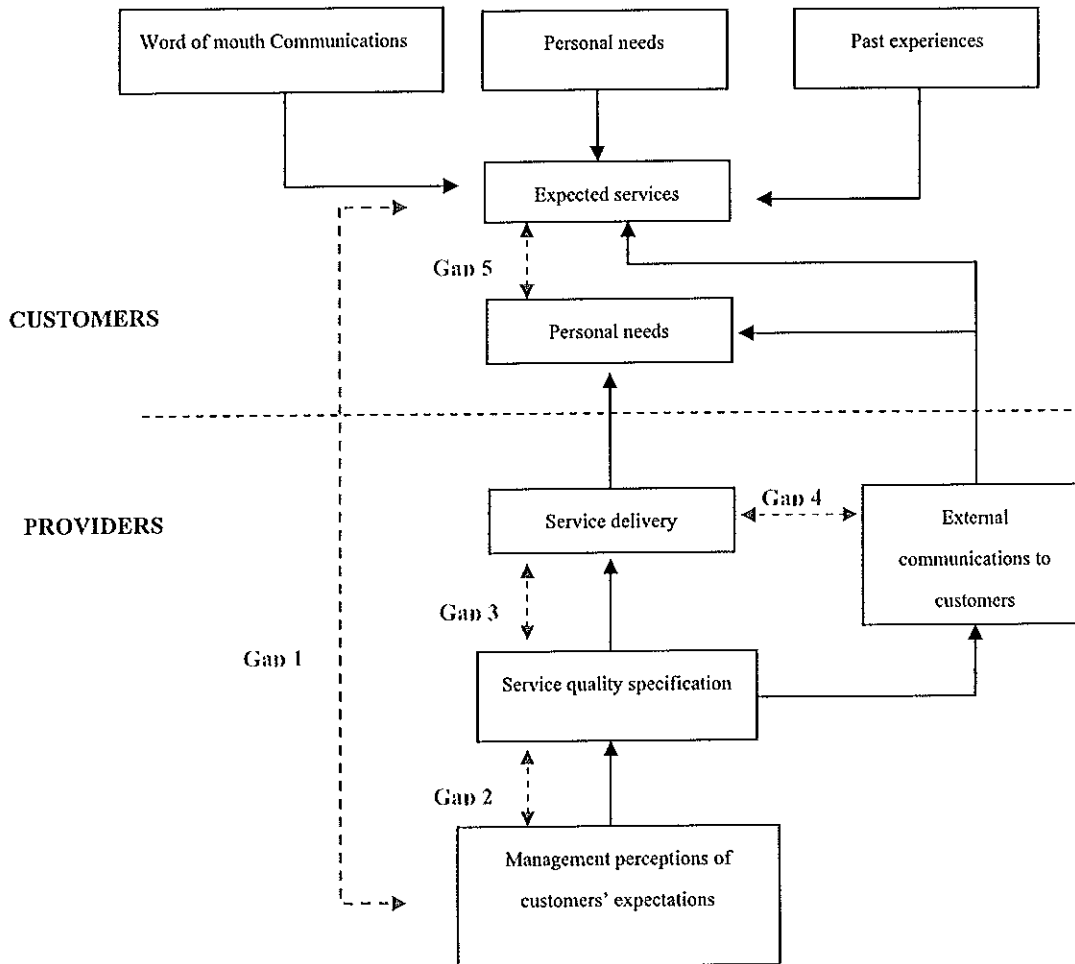 Word of mouth Communications
Personal needs
Past experiences
Expected services
Gap 5
CUSTOMERS
Personal needs
PROVIDERS
Service delivery
Gap 4
External
communications to
customers
Gap 3
Gap 1
Service quality specification
Gap 2
Management perceptions of
customers' expectations